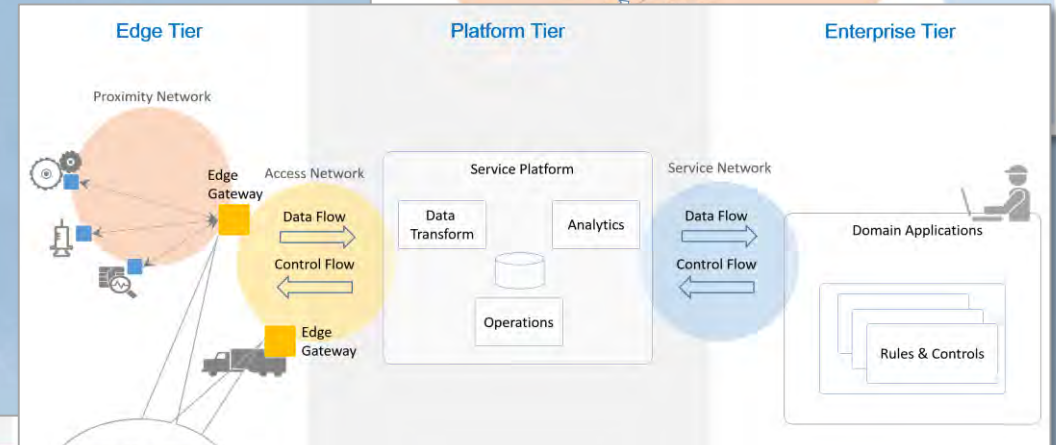 Edge Tier
Platform Tier
Enterprise Tier
Proximity Network
Edge
Gateway
Access Network
Data Flow
Control Flow
Edge
Gateway
Service Platform
Data
Transform
Analytics
Operations
Service Network
Data Flow
Control Flow
Domain Applications
Rules & Controls